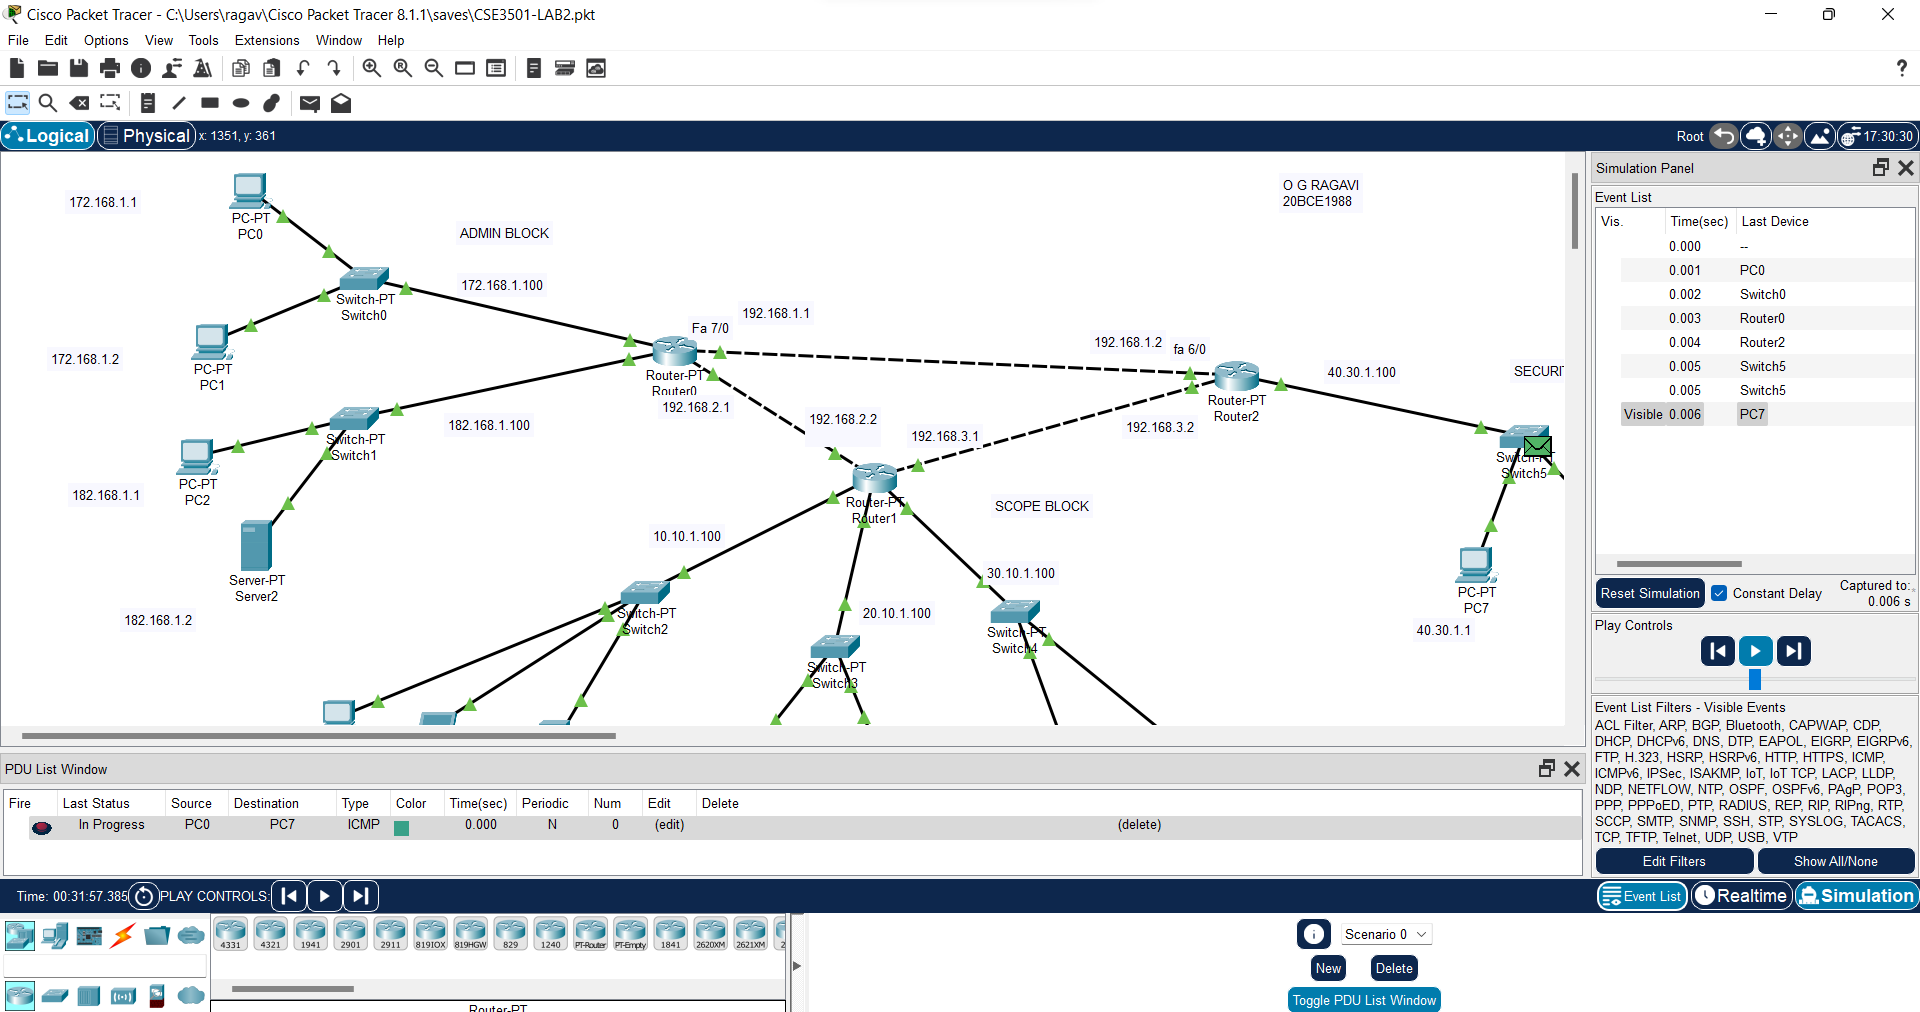 Cisco Packet Tracer - C:\Users\ragav\Cisco Packet Tracer 8.1.1\saves\CSE3501-LAB2.pkt
File Edit Options View Tools Extensions Window Help
?
Logical Physical x: 1351, y: 361
Root 17:30:30
172.168.1.1
PC-PT
PC0
ADMIN BLOCK
O G RAGAVI
20BCE1988
Switch-PT
Switch0
172.168.1.100
172.168.1.2
PC-PT
PC1
Fa 7/0
192.168.1.1
Router-PT
Router0
192.168.2.1
192.168.1.2
fa 6/0
Router-PT
Router2
40.30.1.100
SECURIT
Switch-PT
Switch1
182.168.1.100
PC-PT
PC2
182.168.1.1
192.168.2.2
192.168.3.1
192.168.3.2
Router-PT
Router1
SCOPE BLOCK
Switch-PT
Switch5
Server-PT
Server2
182.168.1.2
10.10.1.100
Switch-PT
Switch2
20.10.1.100
Switch-PT
Switch3
30.10.1.100
Switch-PT
Switch4
PC-PT
PC7
40.30.1.1
Simulation Panel
Event List
Vis. Time(sec) Last Device
0.000 --
0.001 PC0
0.002 Switch0
0.003 Router0
0.004 Router2
0.005 Switch5
0.005 Switch5
Visible 0.006 PC7
Reset Simulation Constant Delay Captured to:
0.006 s
Play Controls
Event List Filters - Visible Events
ACL Filter, ARP, BGP, Bluetooth, CAPWAP, CDP,
DHCP, DHCPv6, DNS, DTP, EAPOL, EIGRP, EIGRPv6,
FTP, H.323, HSRP, HSRPv6, HTTP, HTTPS, ICMP,
ICMPv6, IPSec, ISAKMP, IoT, IoT TCP, LACP, LLDP,
NDP, NETFLOW, NTP, OSPF, OSPFv6, PAgP, POP3,
PPP, PPPoED, PTP, RADIUS, REP, RIP, RIPng, RTP,
SCCP, SMTP, SNMP, SSH, STP, SYSLOG, TACACS,
TCP, TFTP, Telnet, UDP, USB, VTP
Edit Filters Show All/None
PDU List Window
Fire Last Status Source Destination Type Color Time(sec) Periodic Num Edit Delete
In Progress PC0 PC7 ICMP 0.000 N 0 (edit) (delete)
Time: 00:31:57.385 PLAY CONTROLS:
Event List Realtime Simulation
4331 4321 1941 2901 2911 819IOX 819HGW 829 1240 PT-Router PT-Empty 1841 2620XM 2621XM 2
Router-PT
Scenario 0
New Delete
Toggle PDU List Window